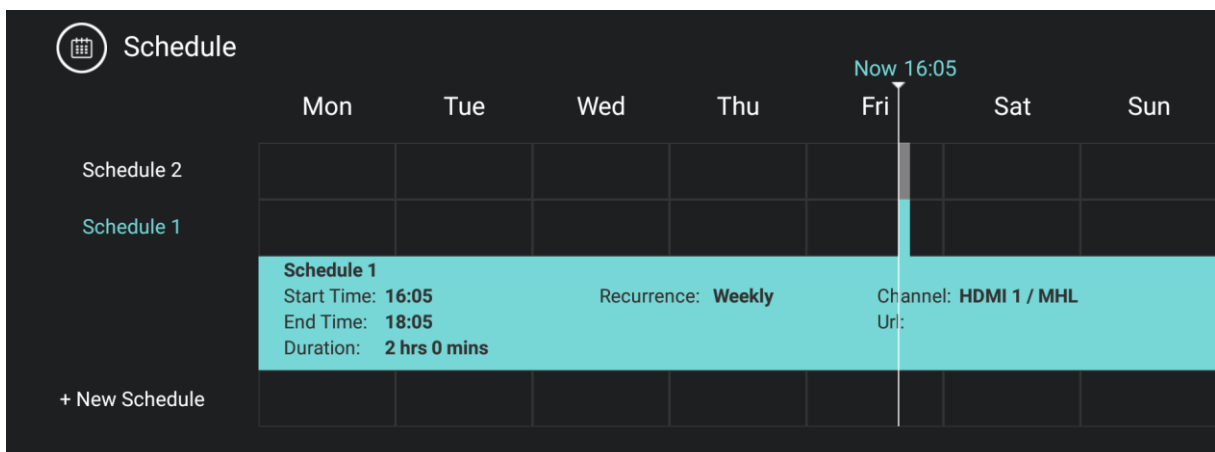 Schedule
Now 16:05
Mon Tue Wed Thu Fri Sat Sun
Schedule 2
Schedule 1
Schedule 1
Start Time: 16:05 Recurrence: Weekly Channel: HDMI 1 / MHL
End Time: 18:05 Url:
Duration: 2 hrs 0 mins
+ New Schedule